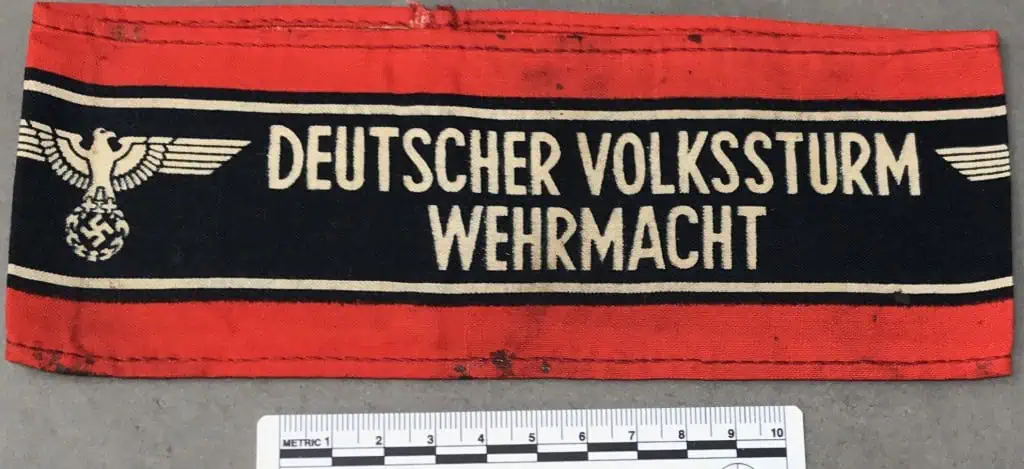 DEUTSCHER VOLKSSTURM
WEHRMACHT
METRIC 1 2 3 4 5 6 7 8 9 10